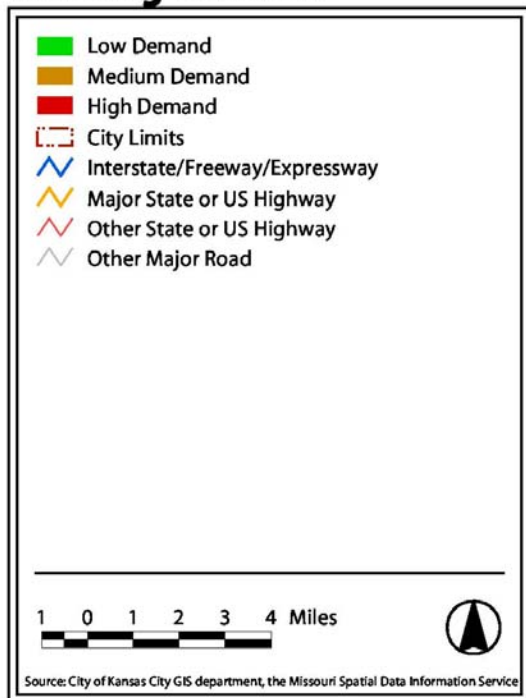 Low Demand
Medium Demand
High Demand
City Limits
Interstate/Freeway/Expressway
Major State or US Highway
Other State or US Highway
Other Major Road
1 0 1 2 3 4 Miles
Source: City of Kansas City GIS department, the Missouri Spatial Data Information Service